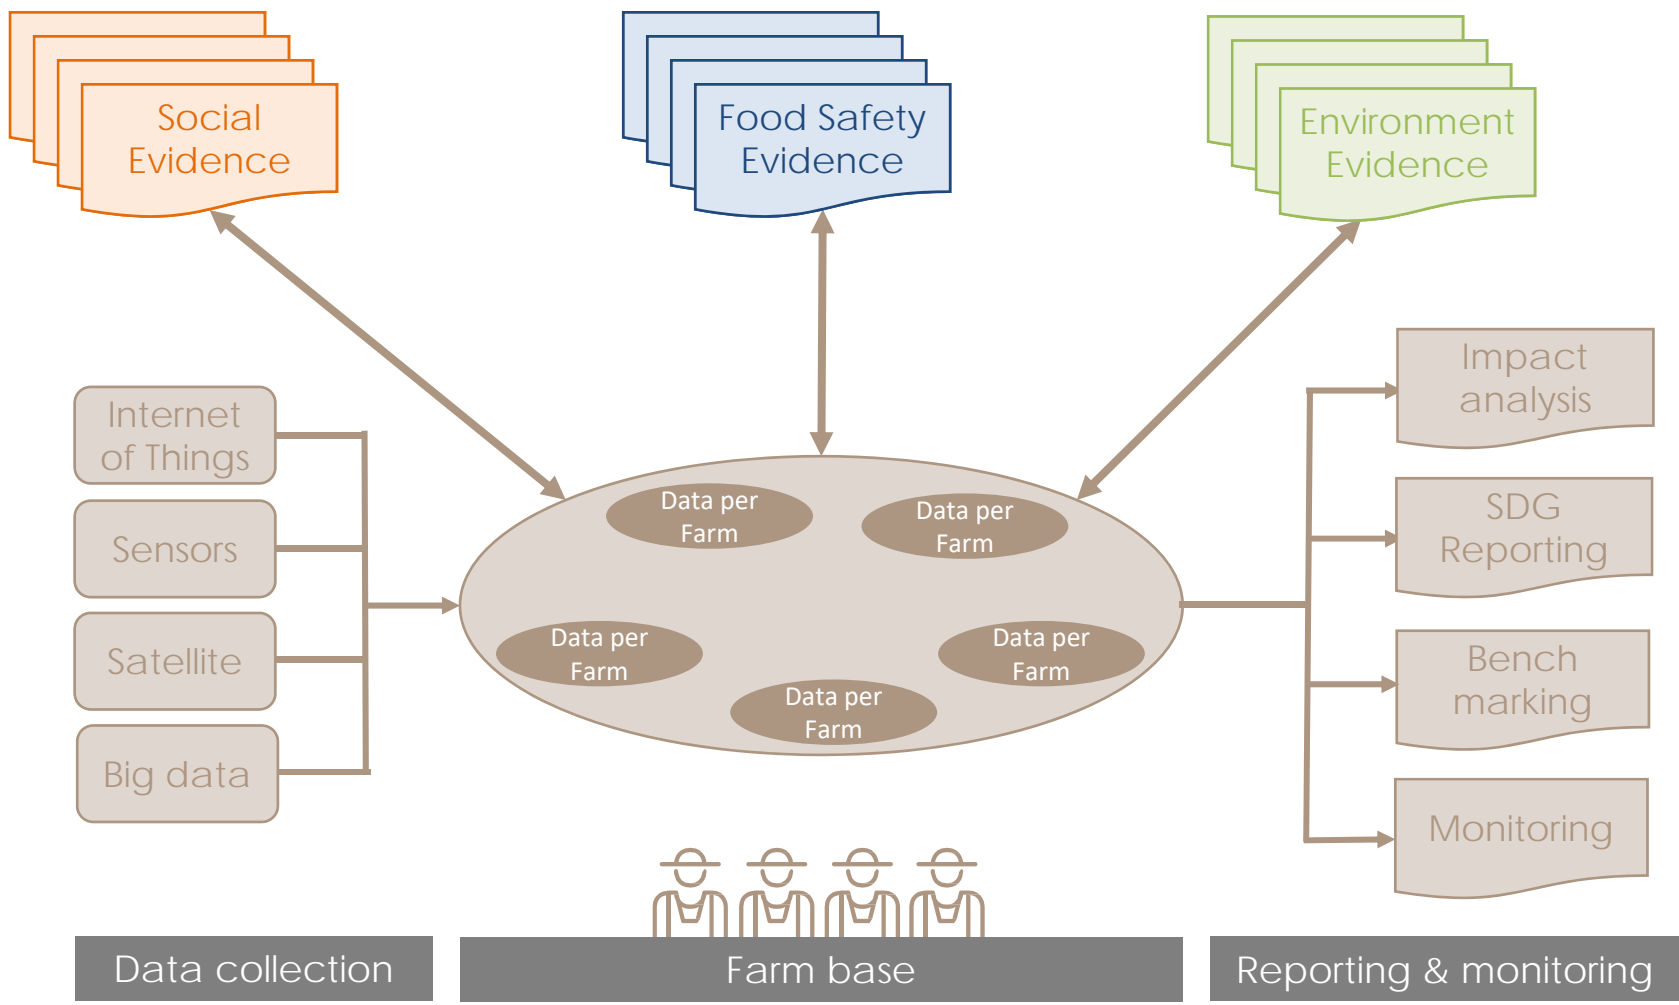 Social
Evidence
Food Safety
Evidence
Environment
Evidence
Internet
of Things
Sensors
Satellite
Big data
Data per
Farm
Data per
Farm
Data per
Farm
Data per
Farm
Data per
Farm
Impact
analysis
SDG
Reporting
Bench
marking
Monitoring
Data collection
Farm base
Reporting & monitoring